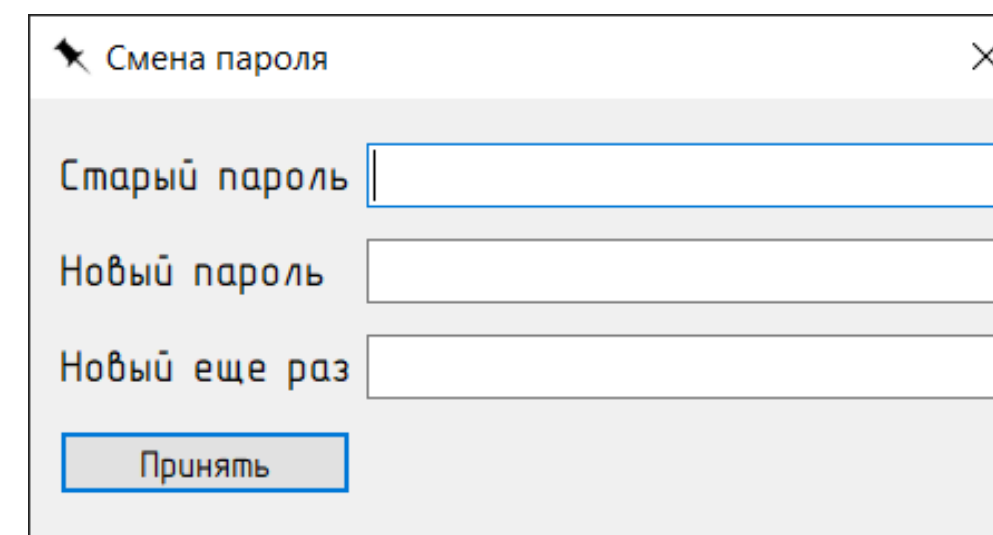 Смена пароля
Старый пароль
Новый пароль
Новый еще раз
Принять